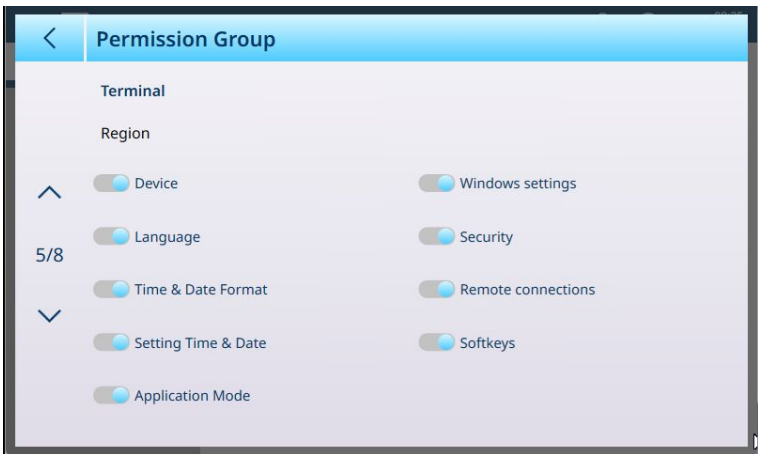 Permission Group
Terminal
Region
Device
Windows settings
Language
Security
5/8
Time & Date Format
Remote connections
Setting Time & Date
Softkeys
Application Mode